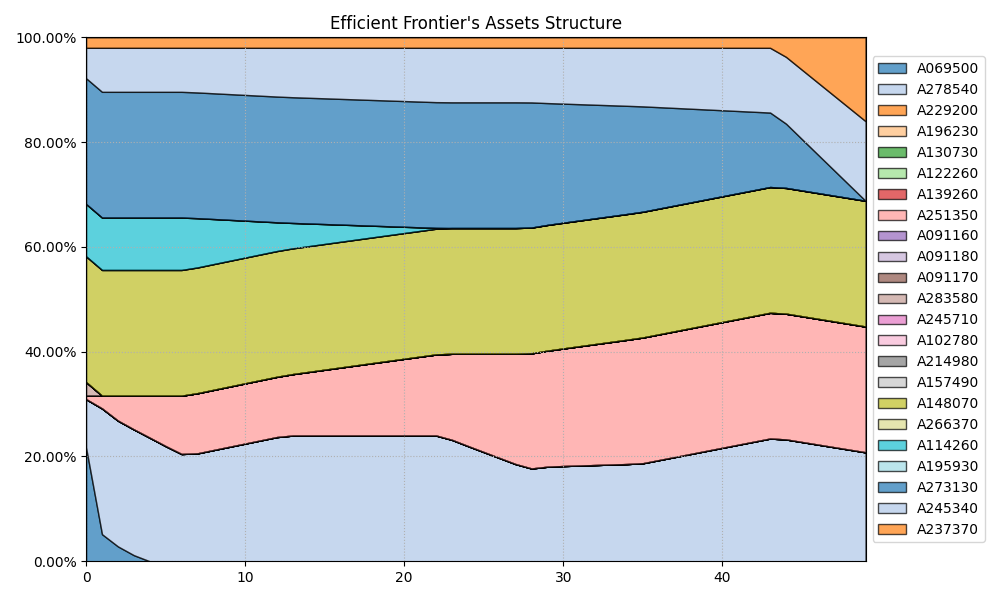 Efficient Frontier's Assets Structure
100.00%
80.00%
60.00%
40.00%
20.00%
0.00%
0
10
20
30
40
A069500
A278540
A229200
A196230
A130730
A122260
A139260
A251350
A091160
A091180
A091170
A283580
A245710
A102780
A214980
A157490
A148070
A266370
A114260
A195930
A273130
A245340
A237370